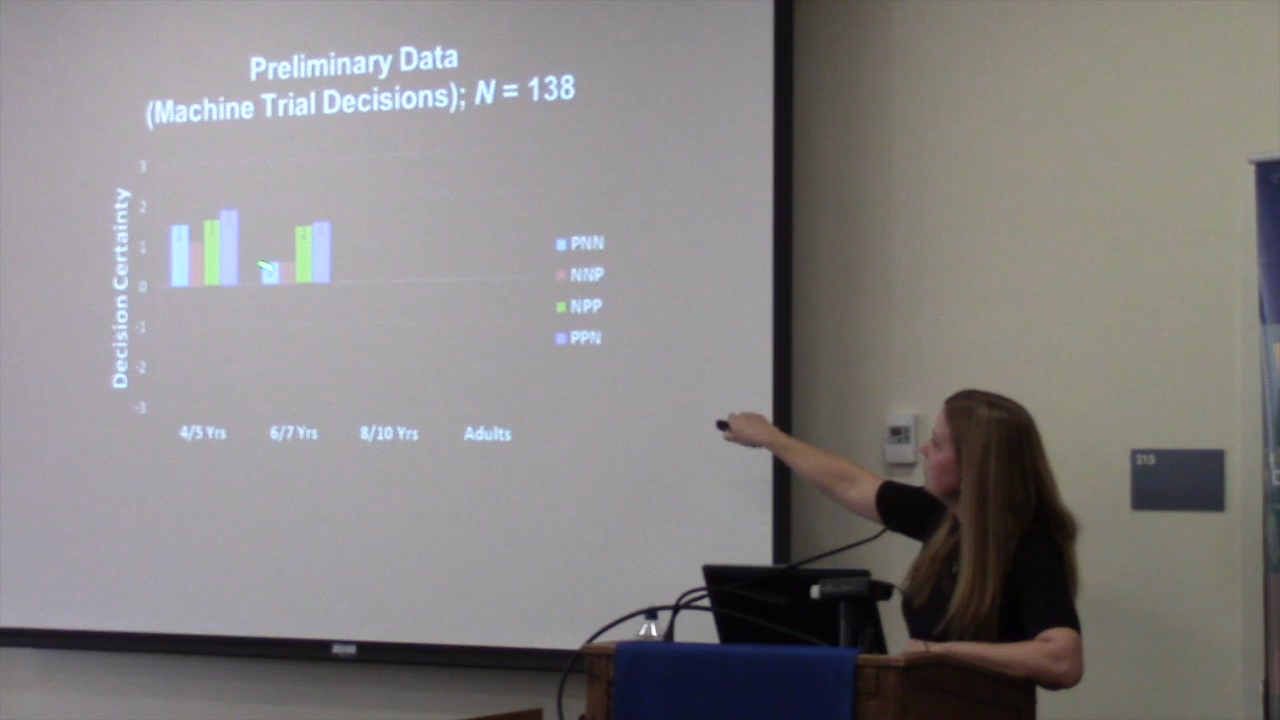 Preliminary Data
(Machine Trial Decisions); N = 138
Decision Certainty
3
2
1
0
-1
-2
-3
4/5 Yrs
6/7 Yrs
8/10 Yrs
Adults
PNN
NNP
NPP
PPN
215